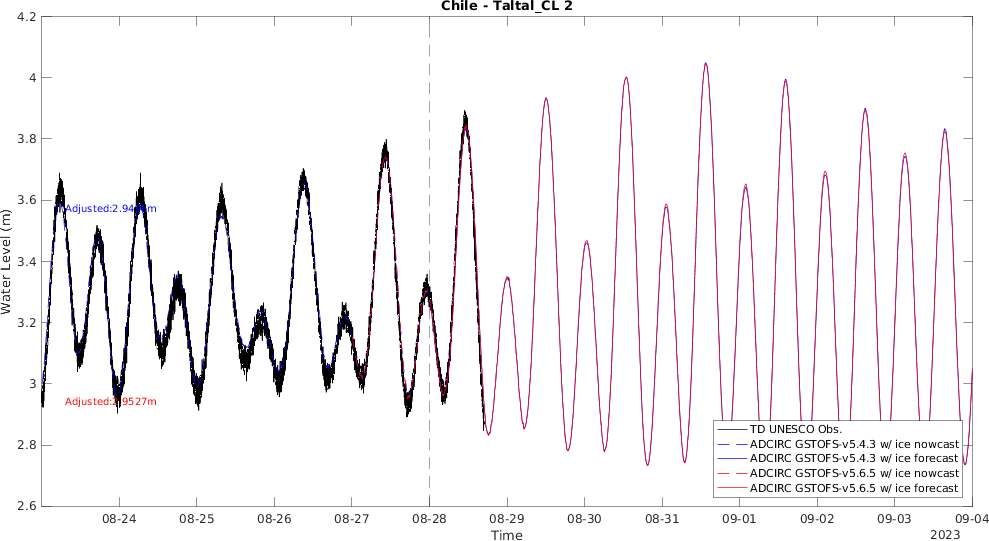 Chile - Taltal_CL 2
4.2
4
3.8
3.6
3.4
3.2
3
2.8
2.6
Water Level (m)
Adjusted:
Adjusted:2.9527m
TD UNESCO Obs.
ADCIRC GSTOFS-v5.4.3 w/ ice nowcast
ADCIRC GSTOFS-v5.4.3 w/ ice forecast
ADCIRC GSTOFS-v5.6.5 w/ ice nowcast
ADCIRC GSTOFS-v5.6.5 w/ ice forecast
08-24 08-25 08-26 08-27 08-28 08-29 08-30 08-31 09-01 09-02 09-03 09-04
Time
2023